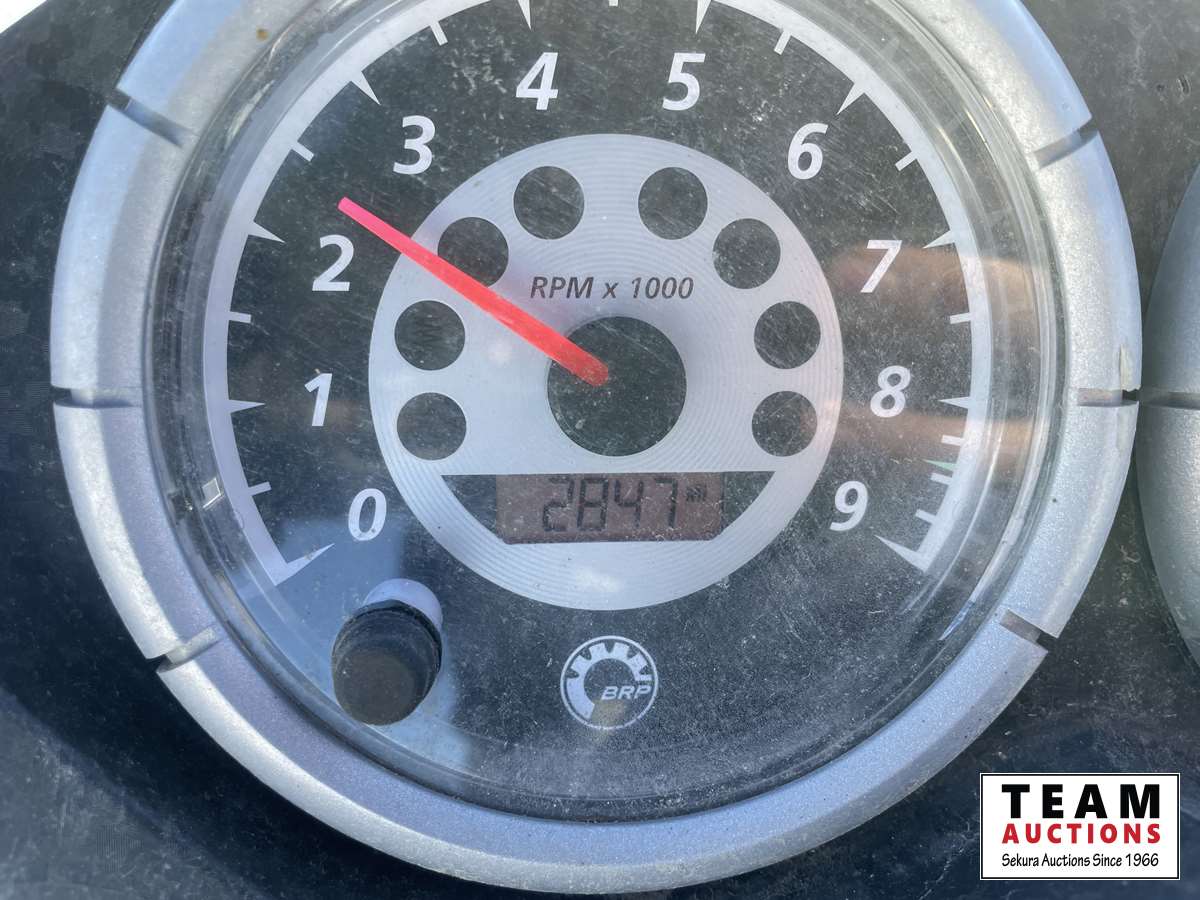 4 5
3 6
2 7
RPM x 1000
1 8
0 9
2847 MI
BRP
TEAM
AUCTIONS
Sekura Auctions Since 1966